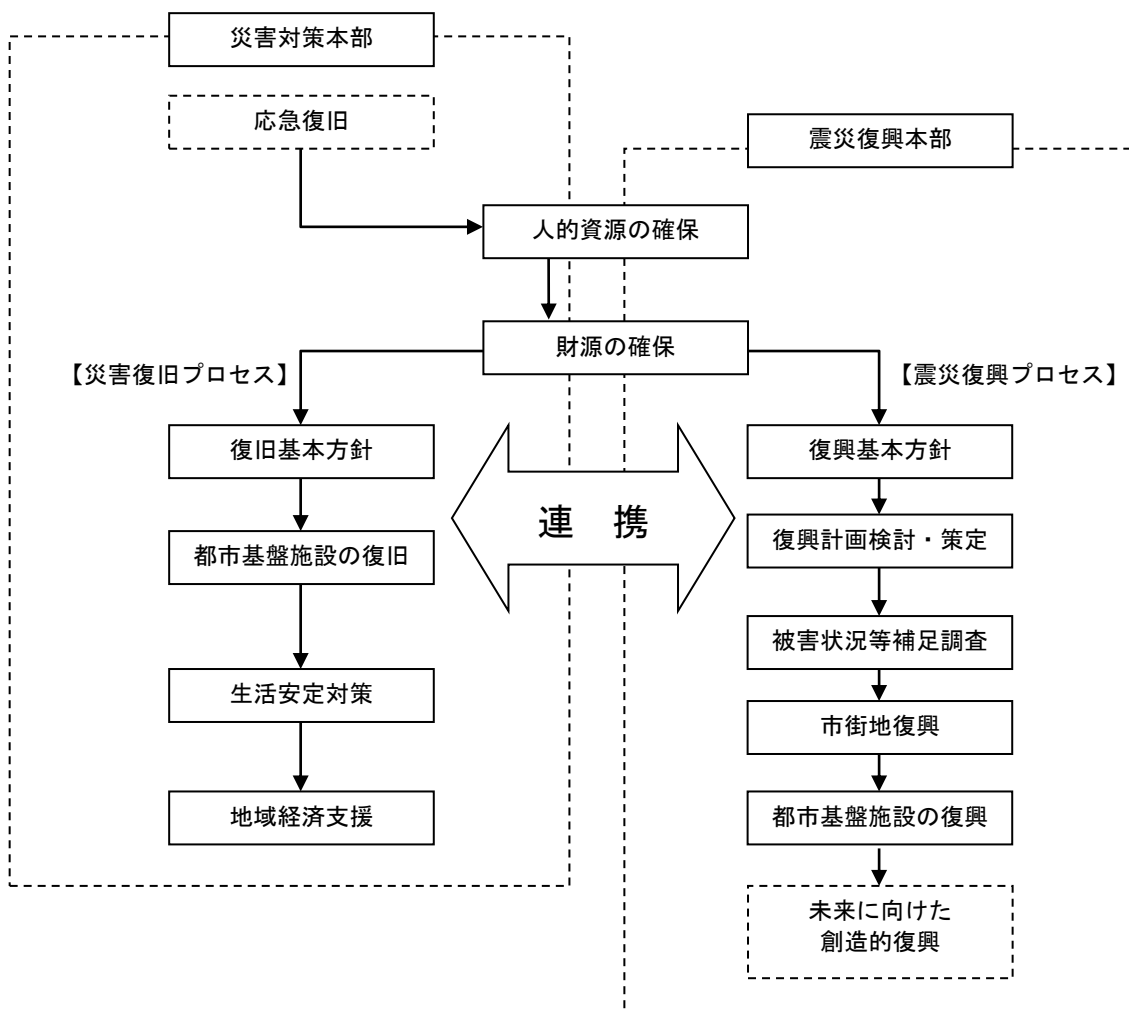 災害対策本部
応急復旧
震災復興本部
人的資源の確保
財源の確保
【災害復旧プロセス】
【震災復興プロセス】
復旧基本方針
復興基本方針
連 携
都市基盤施設の復旧
復興計画検討・策定
被害状況等補足調査
生活安定対策
市街地復興
地域経済支援
都市基盤施設の復興
未来に向けた
創造的復興